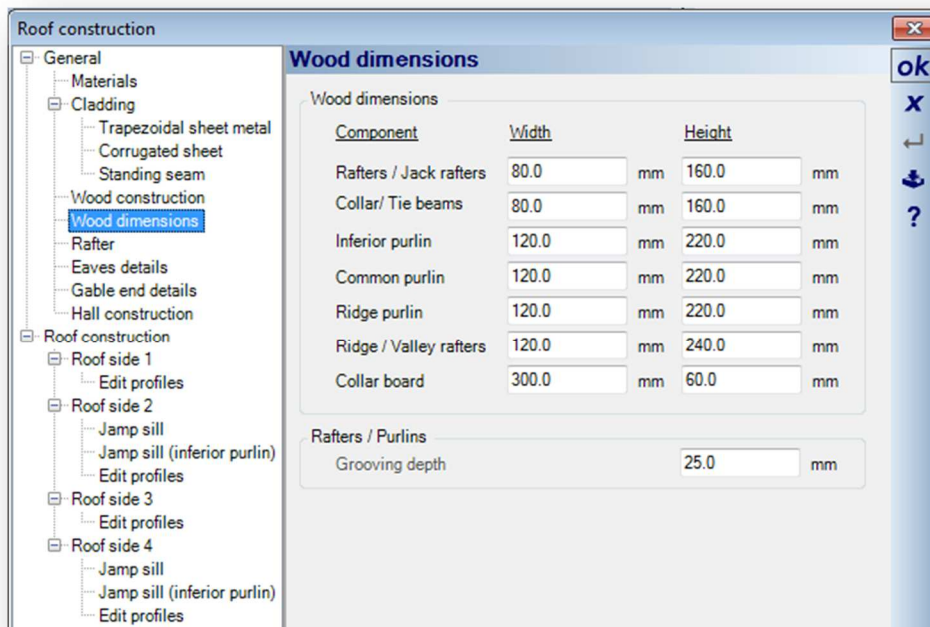 Roof construction
General
Materials
Cladding
Trapezoidal sheet metal
Corrugated sheet
Standing seam
Wood construction
Wood dimensions
Rafter
Eaves details
Gable end details
Hall construction
Roof construction
Roof side 1
Edit profiles
Roof side 2
Jamp sill
Jamp sill (inferior purlin)
Edit profiles
Roof side 3
Edit profiles
Roof side 4
Jamp sill
Jamp sill (inferior purlin)
Edit profiles
Wood dimensions
Wood dimensions
Component Width Height
Rafters / Jack rafters 80.0 mm 160.0 mm
Collar/ Tie beams 80.0 mm 160.0 mm
Inferior purlin 120.0 mm 220.0 mm
Common purlin 120.0 mm 220.0 mm
Ridge purlin 120.0 mm 220.0 mm
Ridge / Valley rafters 120.0 mm 240.0 mm
Collar board 300.0 mm 60.0 mm
Rafters / Purlins
Grooving depth 25.0 mm
ok
x
?